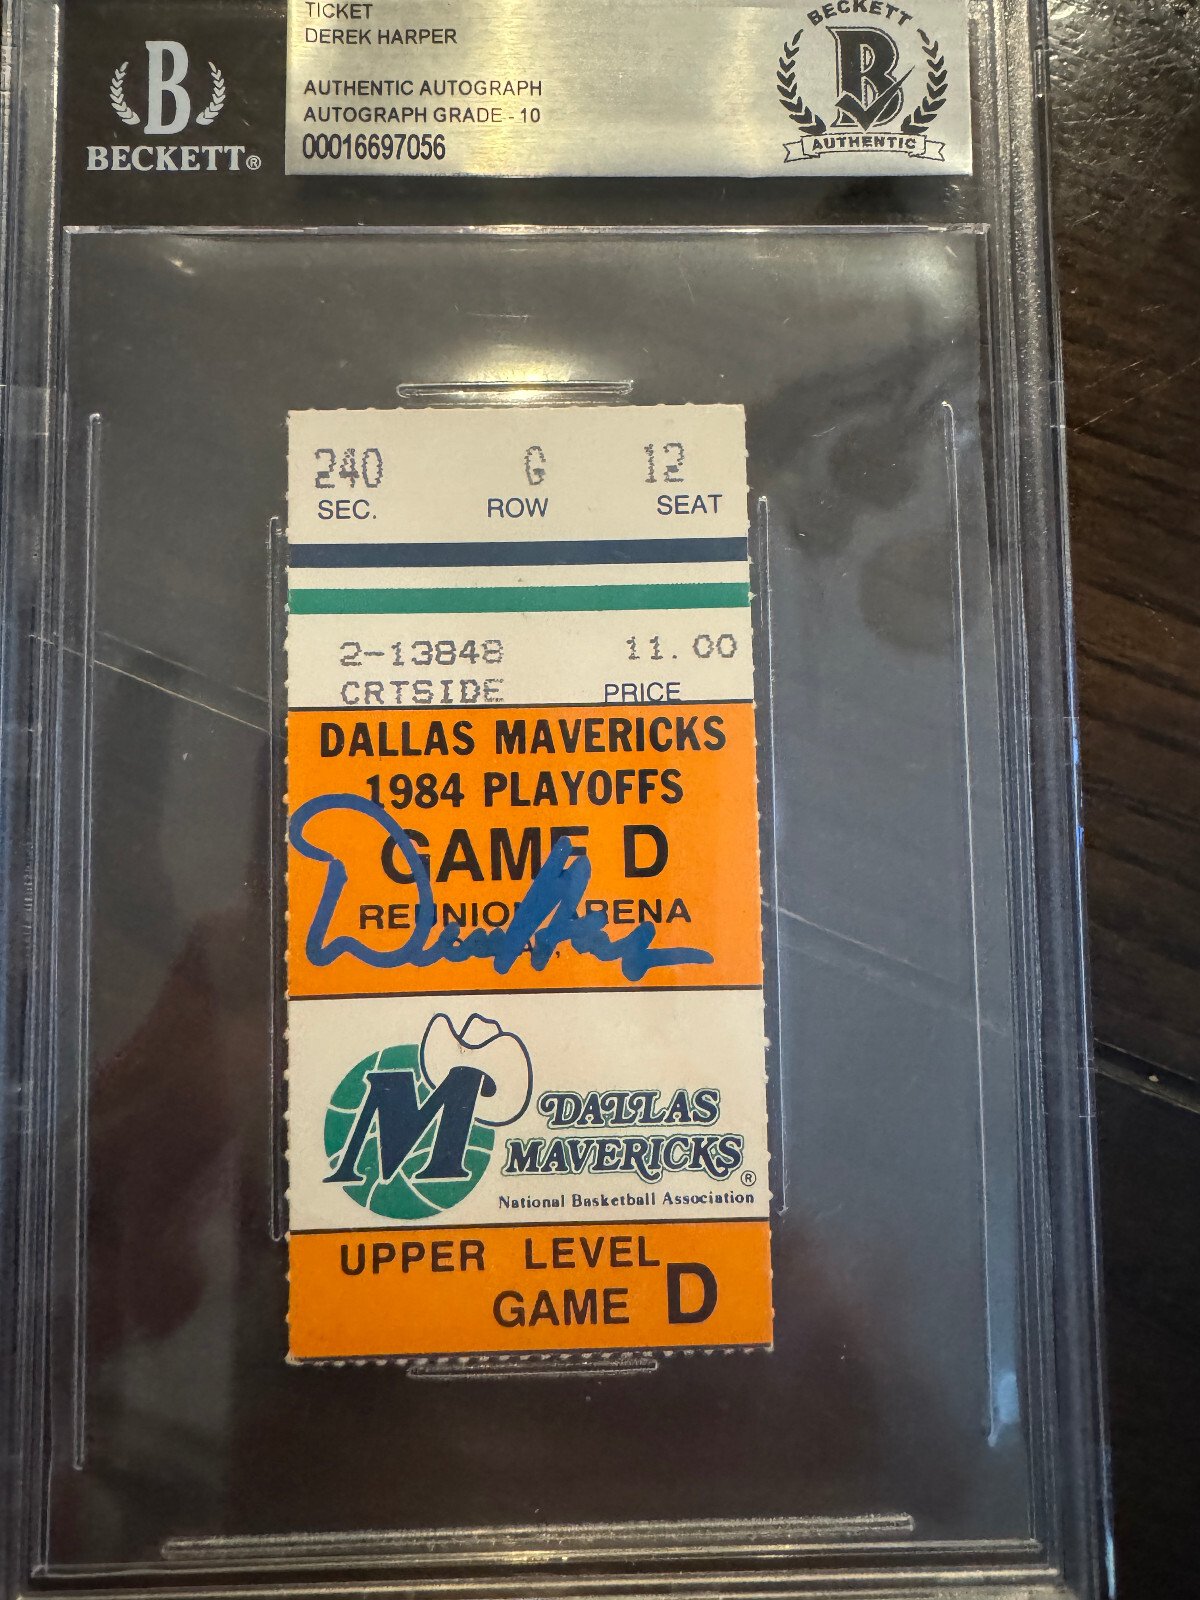 TICKET
DEREK HARPER
AUTHENTIC AUTOGRAPH
AUTOGRAPH GRADE - 10
00016697056
B
BECKETT®
BECKETT
B
AUTHENTIC
240 G 12
SEC. ROW SEAT
2-13848 11.00
CRTSIDE PRICE
DALLAS MAVERICKS
1984 PLAYOFFS
GAME D
REUNION ARENA
M
DALLAS
MAVERICKS®
National Basketball Association
UPPER LEVEL
GAME D